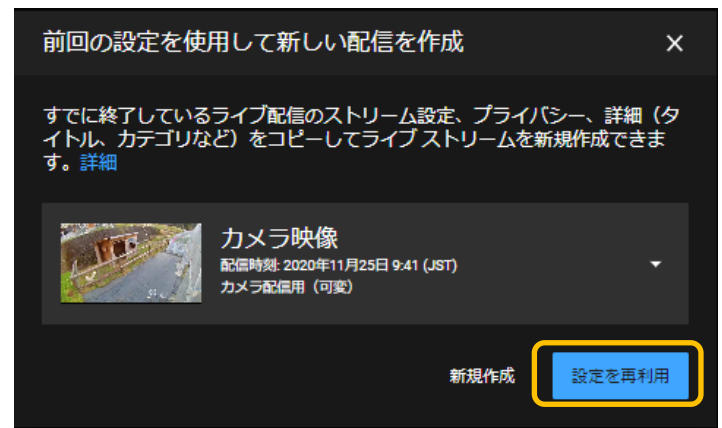 前回の設定を使用して新しい配信を作成
すでに終了しているライブ配信のストリーム設定、プライバシー、詳細（タ
イトル、カテゴリなど）をコピーしてライブ ストリームを新規作成できま
す。詳細
カメラ映像
配信時刻: 2020年11月25日 9:41 (JST)
カメラ配信用（可変）
新規作成 設定を再利用